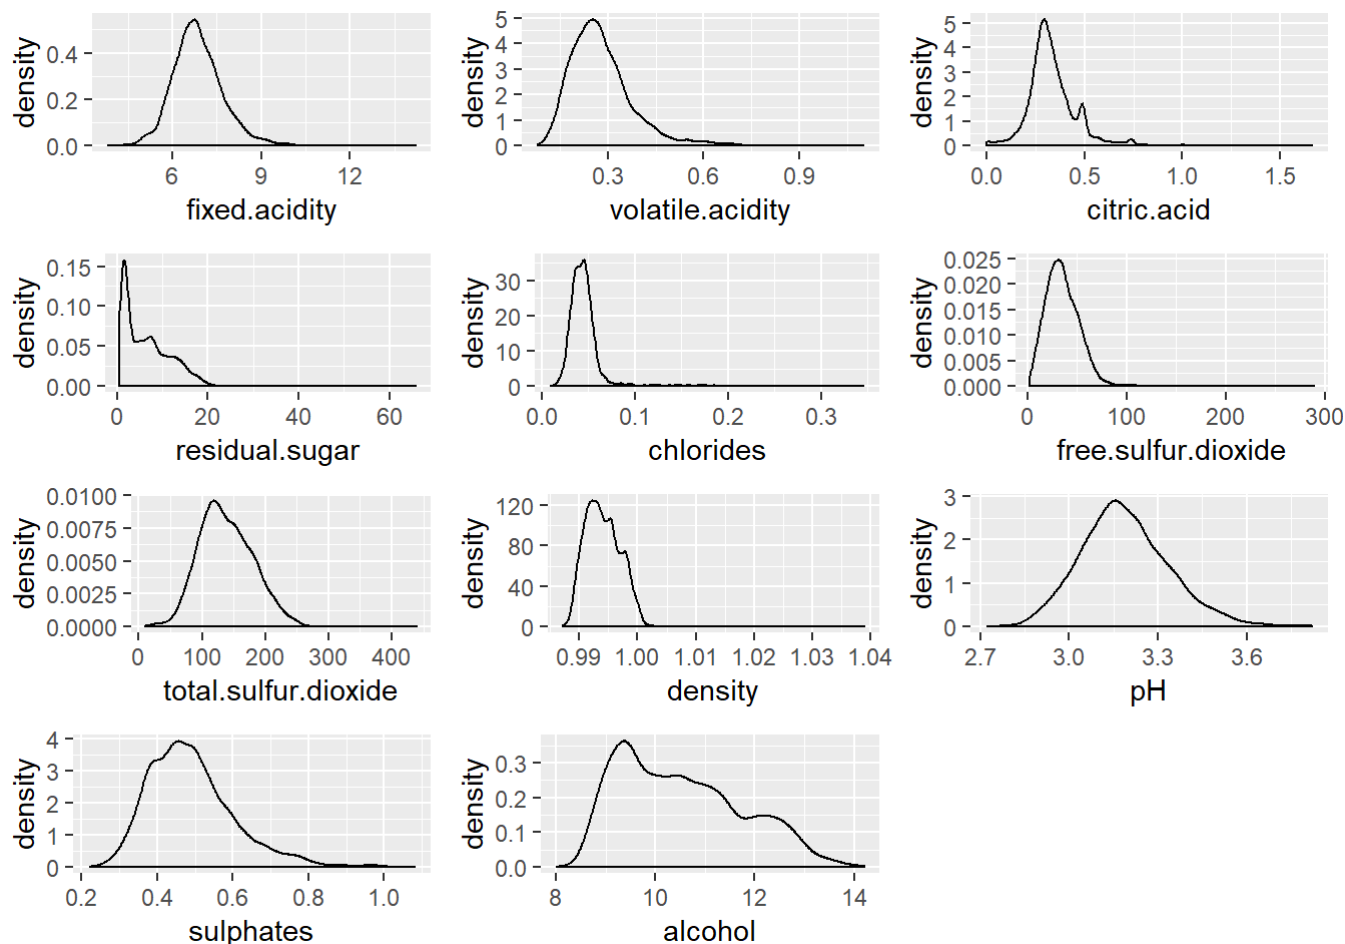 density
0.4
0.2
0.0
6 9 12
fixed.acidity
density
5
4
3
2
1
0
0.3 0.6 0.9
volatile.acidity
density
5
4
3
2
1
0
0.0 0.5 1.0 1.5
citric.acid
density
0.15
0.10
0.05
0.00
0 20 40 60
residual.sugar
density
30
20
10
0
0.0 0.1 0.2 0.3
chlorides
density
0.025
0.020
0.015
0.010
0.005
0.000
0 100 200 300
free.sulfur.dioxide
density
0.0100
0.0075
0.0050
0.0025
0.0000
0 100 200 300 400
total.sulfur.dioxide
density
120
80
40
0
0.99 1.00 1.01 1.02 1.03 1.04
density
density
3
2
1
0
2.7 3.0 3.3 3.6
pH
density
4
3
2
1
0
0.2 0.4 0.6 0.8 1.0
sulphates
density
0.3
0.2
0.1
0.0
8 10 12 14
alcohol